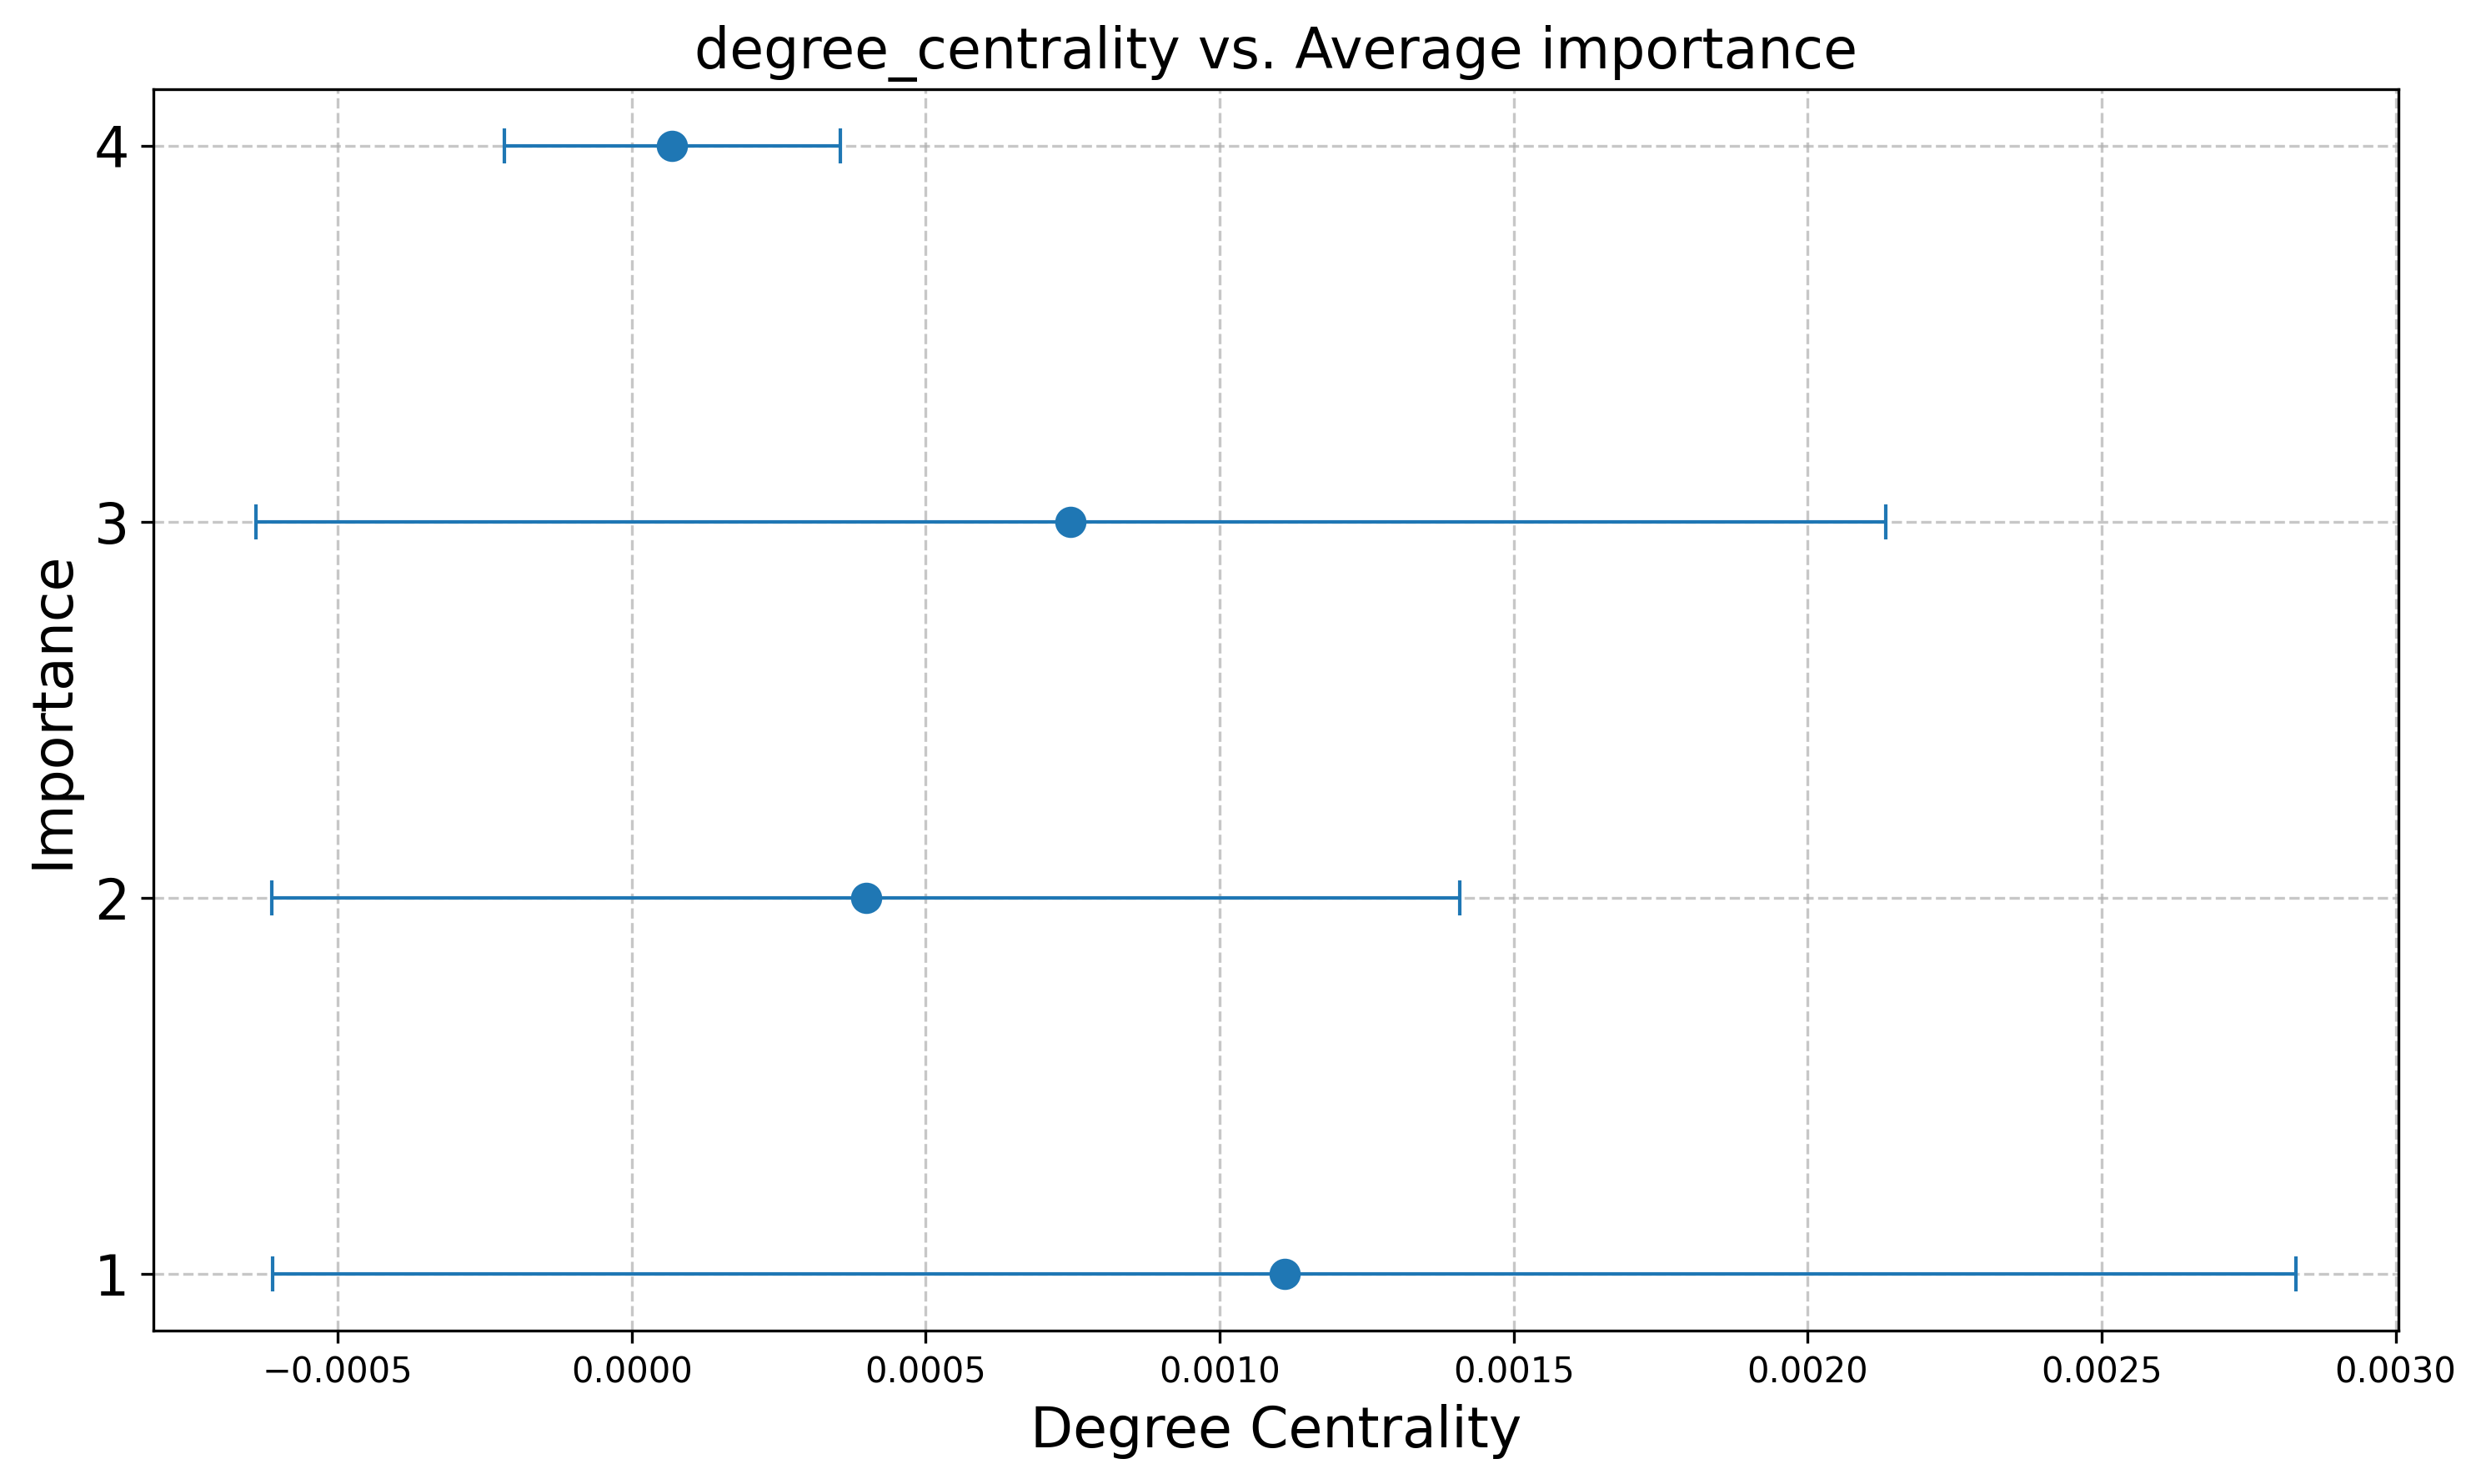 degree_centrality vs. Average importance
4
3
2
1
Importance
−0.0005 0.0000 0.0005 0.0010 0.0015 0.0020 0.0025 0.0030
Degree Centrality